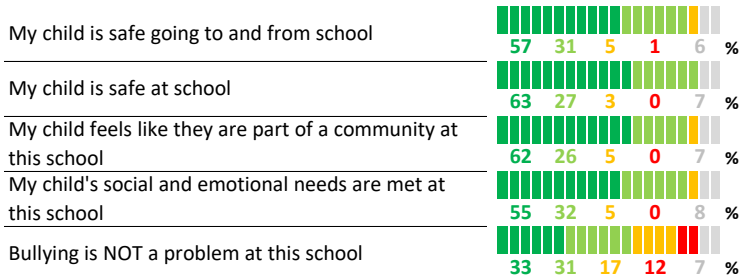 My child is safe going to and from school
57 31 5 1 6 %
My child is safe at school
63 27 3 0 7 %
My child feels like they are part of a community at
this school
62 26 5 0 7 %
My child's social and emotional needs are met at
this school
55 32 5 0 8 %
Bullying is NOT a problem at this school
33 31 17 12 7 %